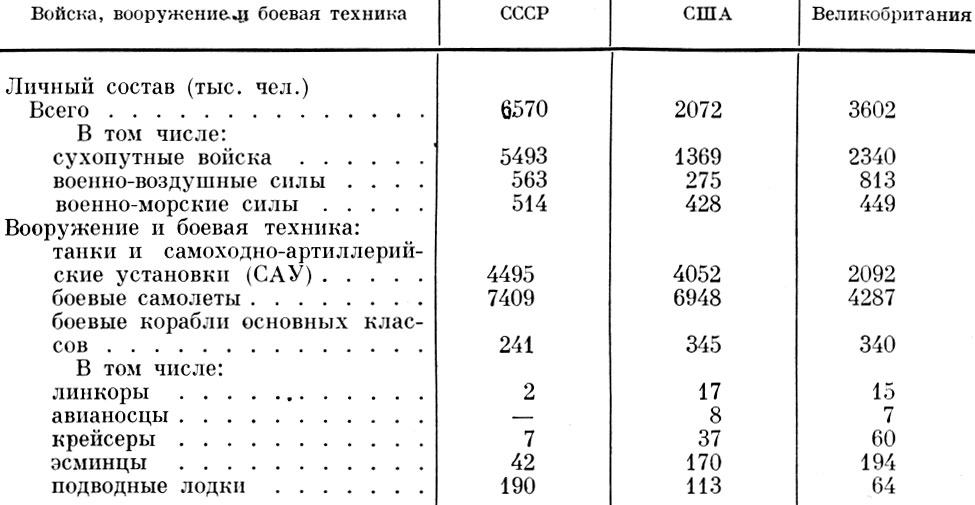 Войска, вооружение и боевая техника СССР США Великобритания
Личный состав (тыс. чел.)
Всего . . . . . . . . . . . . . . 6570 2072 3602
В том числе:
сухопутные войска . . . . . . 5493 1369 2340
военно-воздушные силы . . . . 563 275 813
военно-морские силы . . . . . 514 428 449
Вооружение и боевая техника:
танки и самоходно-артиллерий-
ские установки (САУ) . . . . . 4495 4052 2092
боевые самолеты . . . . . . . . . 7409 6948 4287
боевые корабли основных клас-
сов . . . . . . . . . . . . . . 241 345 340
В том числе:
линкоры . . . . . . . . . . . . 2 17 15
авианосцы . . . . . . . . . . . . — 8 7
крейсеры . . . . . . . . . . . . 7 37 60
эсминцы . . . . . . . . . . . . 42 170 194
подводные лодки . . . . . . . 190 113 64